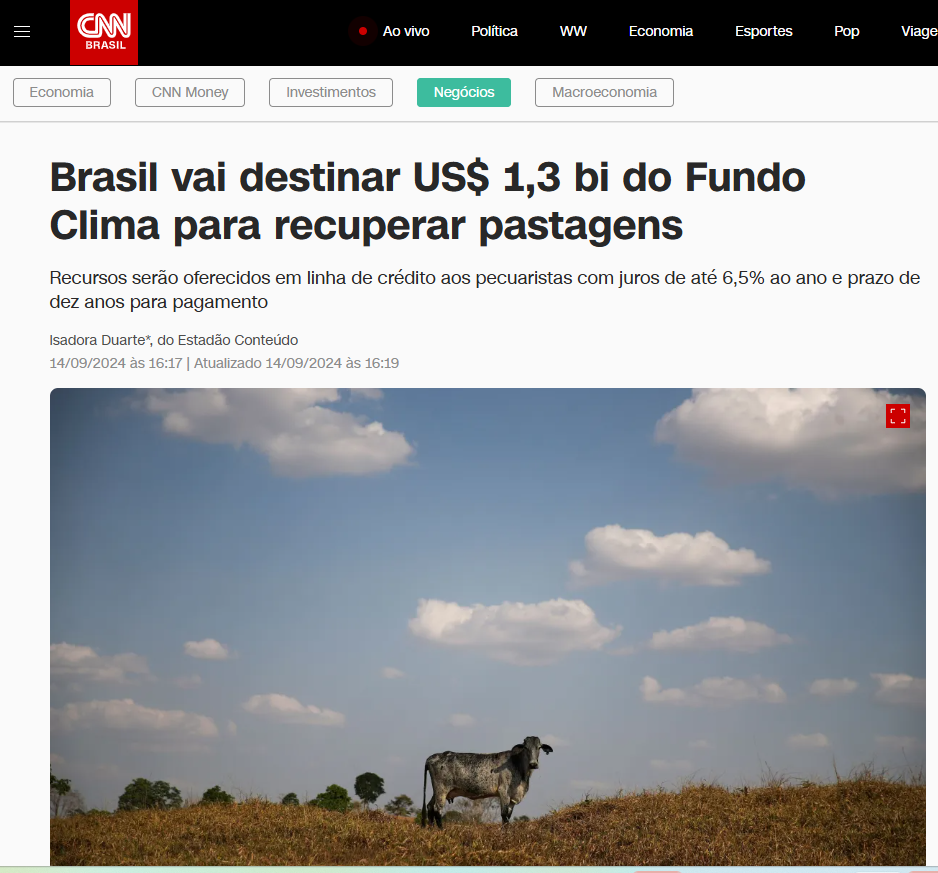 CNN
BRASIL
Ao vivo
Política
WW
Economia
Esportes
Pop
Viage
Economia
CNN Money
Investimentos
Negócios
Macroeconomia
Brasil vai destinar US$ 1,3 bi do Fundo
Clima para recuperar pastagens
Recursos serão oferecidos em linha de crédito aos pecuaristas com juros de até 6,5% ao ano e prazo de
dez anos para pagamento
Isadora Duarte*, do Estadão Conteúdo
14/09/2024 às 16:17 | Atualizado 14/09/2024 às 16:19